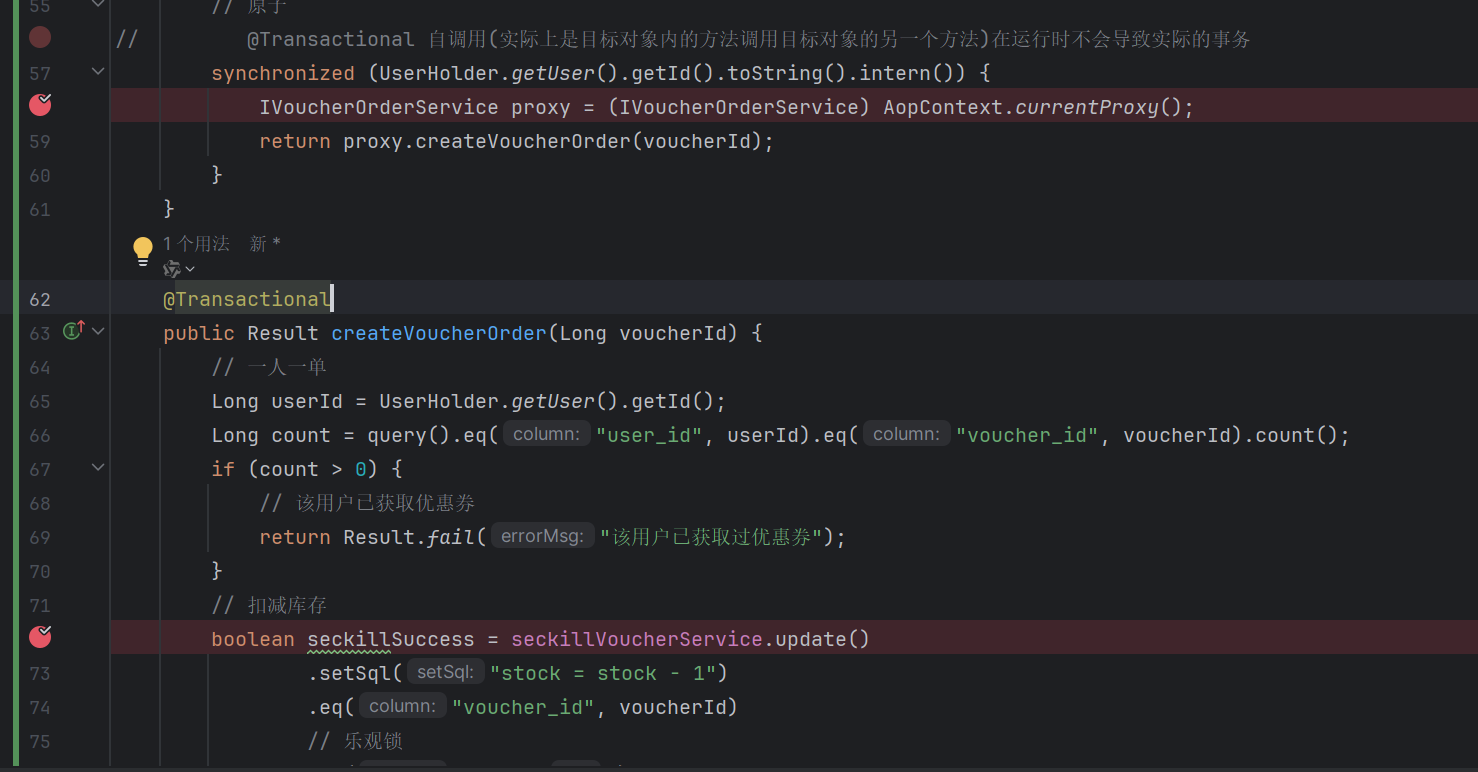 55 // 原子
// @Transactional 自调用(实际上是目标对象内的方法调用目标对象的另一个方法)在运行时不会导致实际的事务
57 synchronized (UserHolder.getUser().getId().toString().intern()) {
IVoucherOrderService proxy = (IVoucherOrderService) AopContext.currentProxy();
59 return proxy.createVoucherOrder(voucherId);
60 }
61 }
1 个用法 新 *
62 @Transactional
63 public Result createVoucherOrder(Long voucherId) {
64 // 一人一单
65 Long userId = UserHolder.getUser().getId();
66 Long count = query().eq( column: "user_id", userId).eq( column: "voucher_id", voucherId).count();
67 if (count > 0) {
68 // 该用户已获取优惠券
69 return Result.fail( errorMsg: "该用户已获取过优惠券");
70 }
71 // 扣减库存
boolean seckillSuccess = seckillVoucherService.update()
73 .setSql( setSql: "stock = stock - 1")
74 .eq( column: "voucher_id", voucherId)
75 // 乐观锁